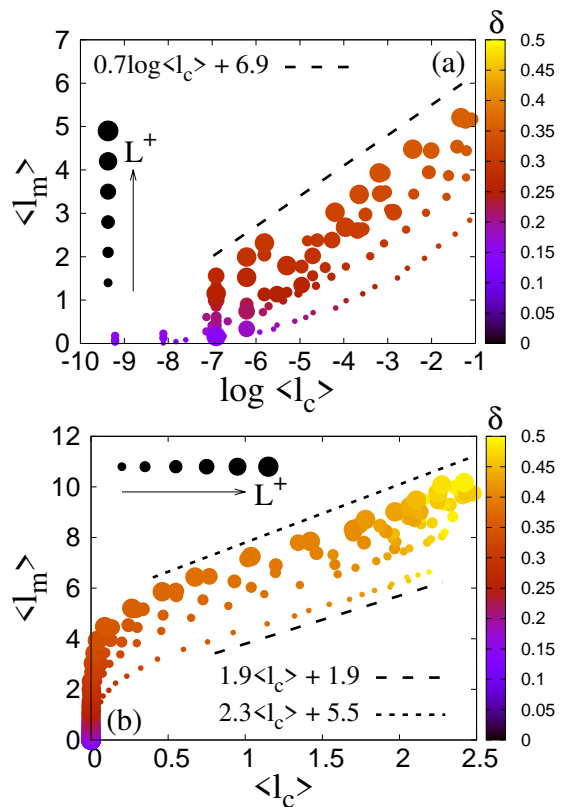 δ
7
6
5
4
3
2
1
0
0.7log<l_c> + 6.9
(a)
L^+
<l_m>
-10 -9 -8 -7 -6 -5 -4 -3 -2 -1
log <l_c>
0.5
0.45
0.4
0.35
0.3
0.25
0.2
0.15
0.1
0.05
0
δ
12
10
8
6
4
2
0
L^+
<l_m>
1.9<l_c> + 1.9
2.3<l_c> + 5.5
(b)
0 0.5 1 1.5 2 2.5
<l_c>
0.5
0.45
0.4
0.35
0.3
0.25
0.2
0.15
0.1
0.05
0